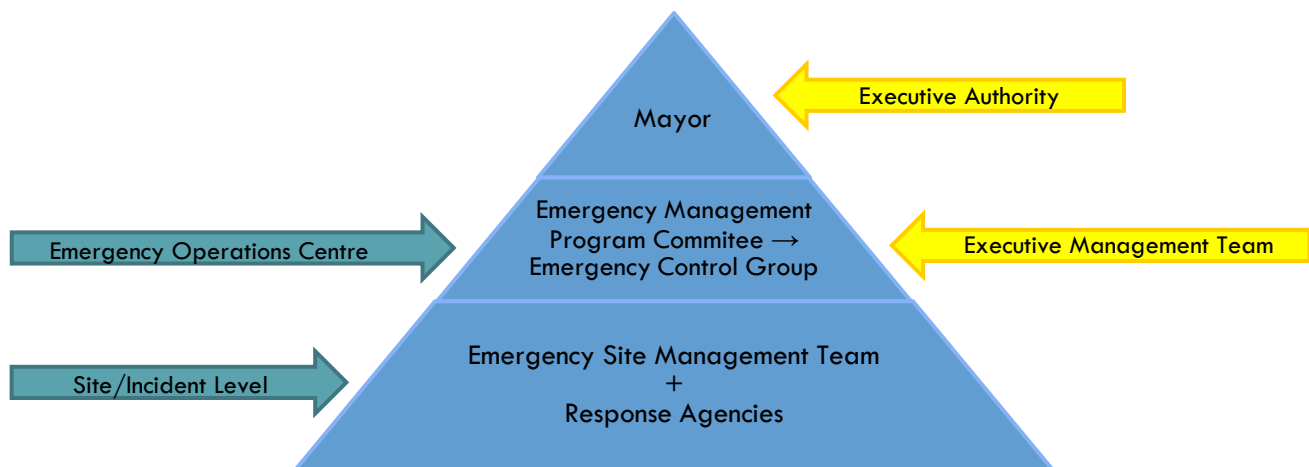 Executive Authority
Mayor
Emergency Management
Program Commitee →
Emergency Control Group
Emergency Operations Centre
Executive Management Team
Emergency Site Management Team
+
Response Agencies
Site/Incident Level